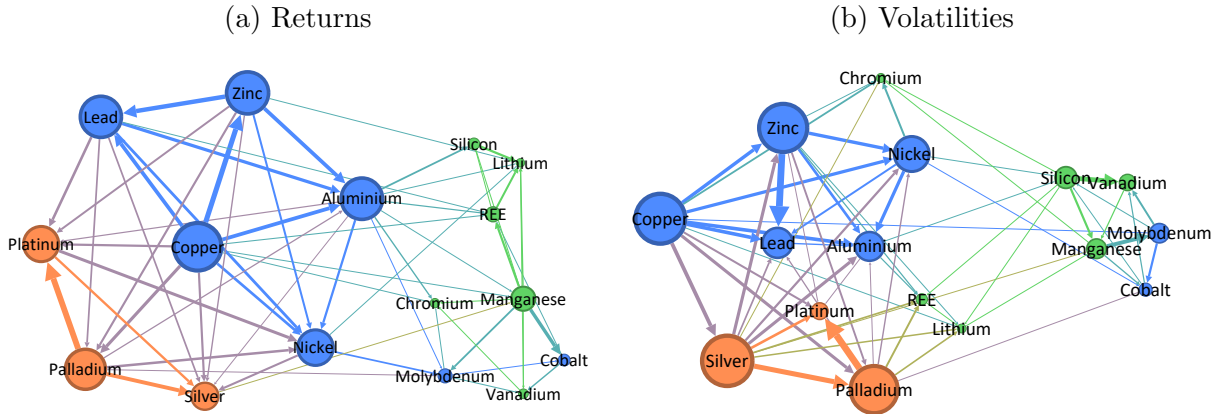 (a) Returns
Zinc
Lead
Silicon
Lithium
Aluminium
REE
Platinum
Copper
Chromium
Manganese
Nickel
Palladium
Molybdenum
Cobalt
Silver
Vanadium
(b) Volatilities
Chromium
Zinc
Nickel
Silicon
Vanadium
Copper
Lead
Aluminium
Molybdenum
Manganese
Cobalt
REE
Platinum
Lithium
Silver
Palladium